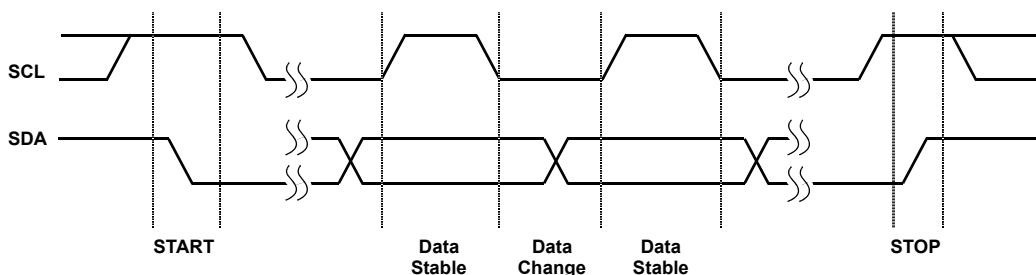 SCL
SDA
START
Data
Stable
Data
Change
Data
Stable
STOP